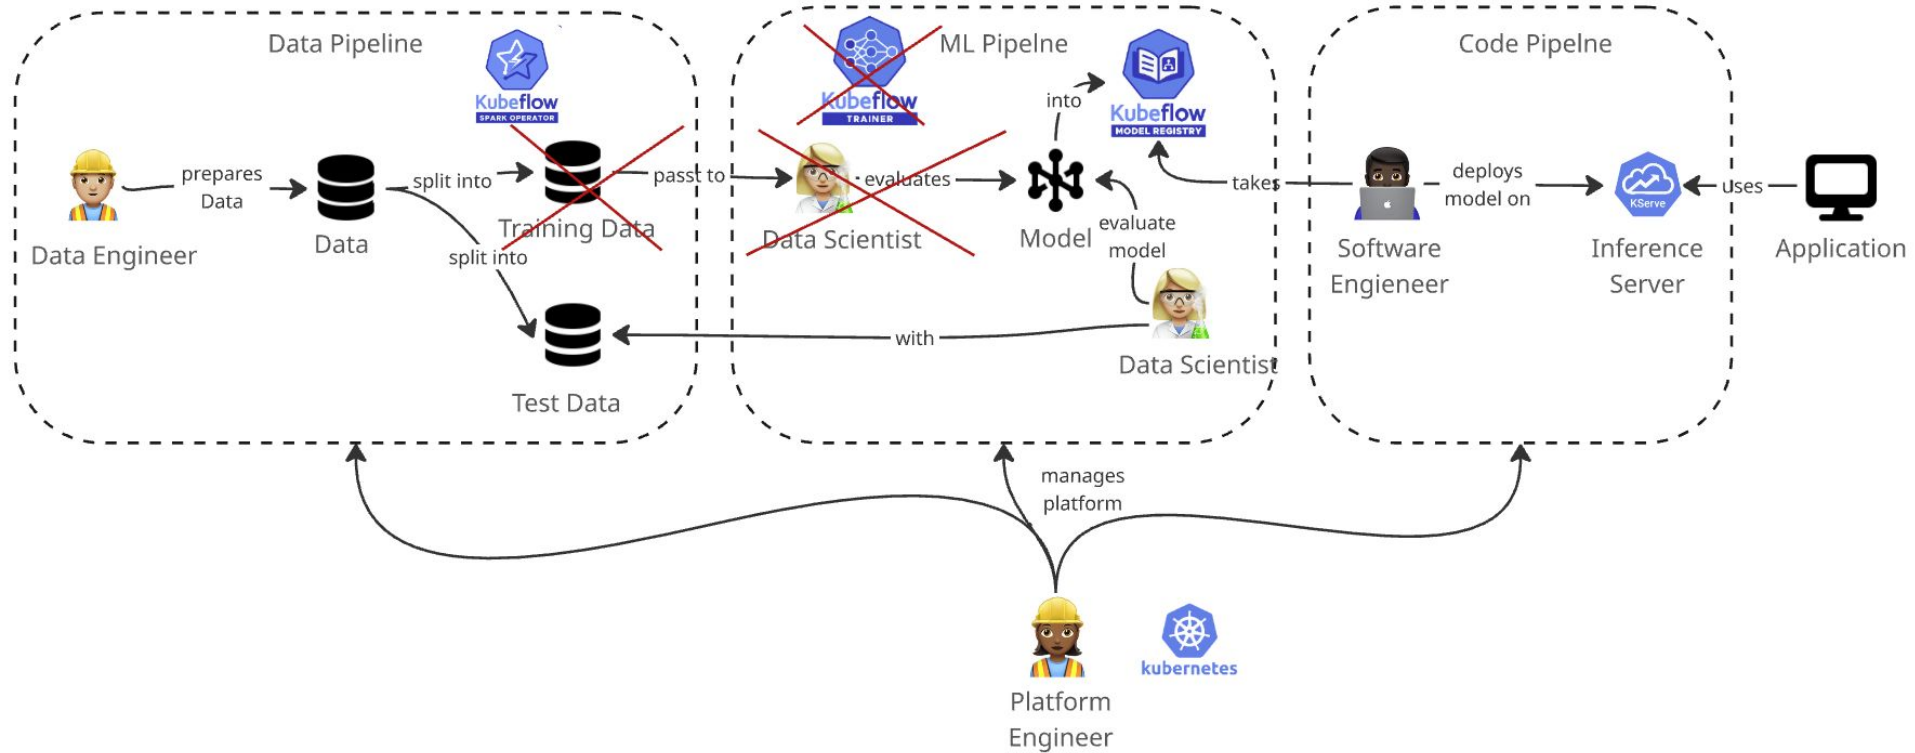 Data Pipeline
Kubeflow
SPARK OPERATOR
prepares
Data
Data Engineer
Data
split into
split into
Training Data
Test Data
passt to
ML Pipelne
Kubeflow
TRAINER
Data Scientist
evaluates
Model
into
Kubeflow
MODEL REGISTRY
evaluate
model
Data Scientist
with
takes
Code Pipelne
Software
Engieneer
deploys
model on
KServe
Inference
Server
uses
Application
manages
platform
Platform
Engineer
kubernetes